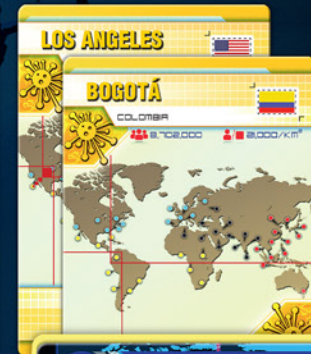 LOS ANGELES
BOGOTÁ
COLOMBIA
8,702,000 21,000/KM²